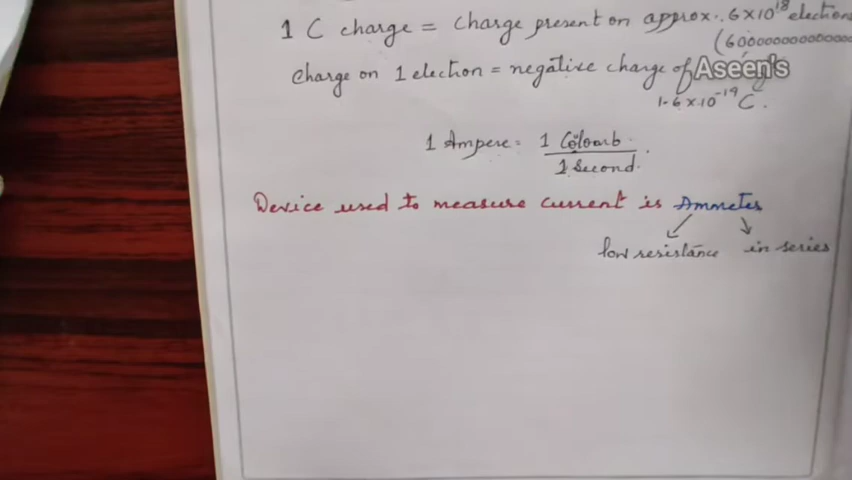 1 C charge = Charge present on approx. 6×10¹⁸ electrons
(6000000000000
Charge on 1 electron = negative charge of
Aseen's
1.6×10⁻¹⁹ C.
1 Ampere = 1 Coloumb
1 Second.
Device used to measure current is Ammeter
low resistance in series